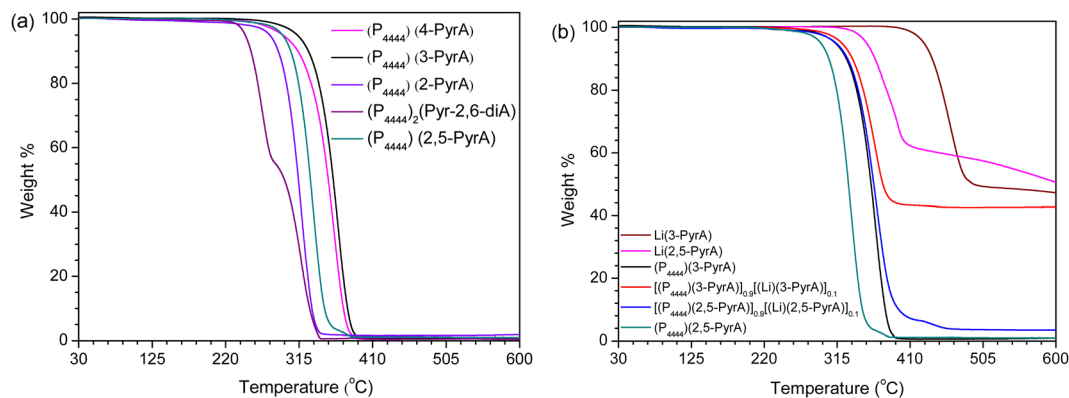 (a)
100
80
60
40
20
0
Weight %
(P4444) (4-PyrA)
(P4444) (3-PyrA)
(P4444) (2-PyrA)
(P4444)2(Pyr-2,6-diA)
(P4444) (2,5-PyrA)
30 125 220 315 410 505 600
Temperature (oC)
(b)
100
80
60
40
20
0
Weight %
Li(3-PyrA)
Li(2,5-PyrA)
(P4444)(3-PyrA)
[(P4444)(3-PyrA)]0.9[(Li)(3-PyrA)]0.1
[(P4444)(2,5-PyrA)]0.9[(Li)(2,5-PyrA)]0.1
(P4444)(2,5-PyrA)
30 125 220 315 410 505 600
Temperature (oC)